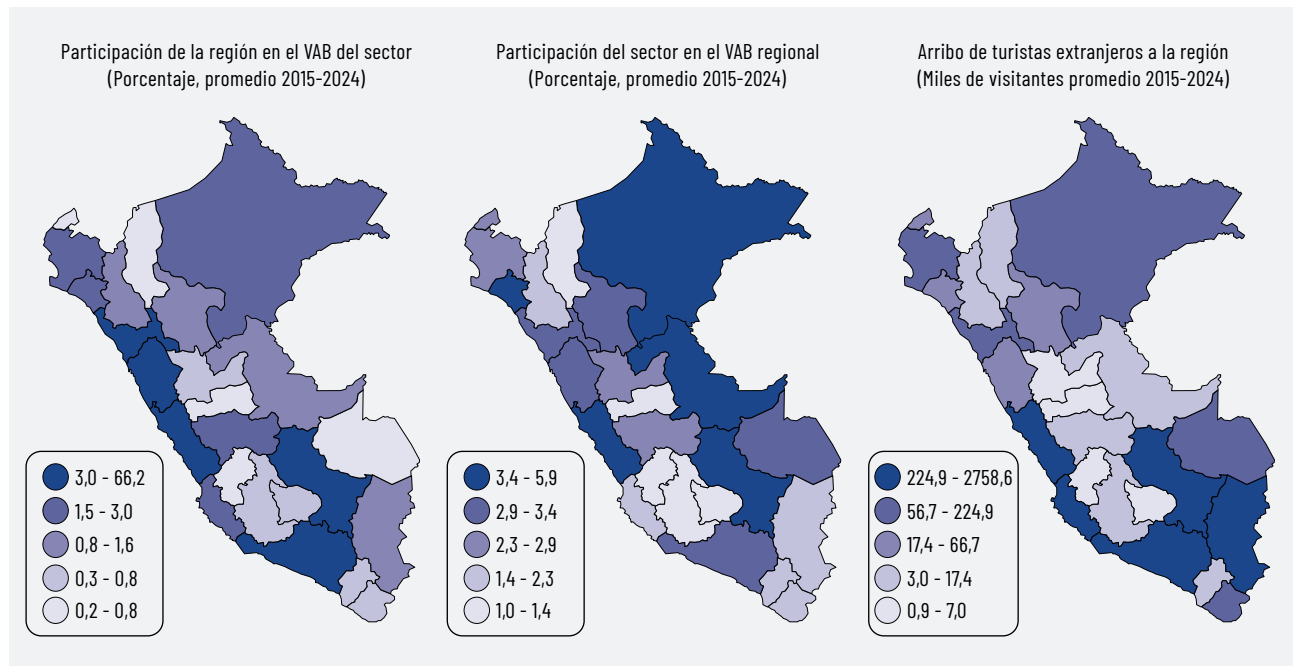 Participación de la región en el VAB del sector
(Porcentaje, promedio 2015-2024)
3,0 - 66,2
1,5 - 3,0
0,8 - 1,6
0,3 - 0,8
0,2 - 0,8
Participación del sector en el VAB regional
(Porcentaje, promedio 2015-2024)
3,4 - 5,9
2,9 - 3,4
2,3 - 2,9
1,4 - 2,3
1,0 - 1,4
Arribo de turistas extranjeros a la región
(Miles de visitantes promedio 2015-2024)
224,9 - 2758,6
56,7 - 224,9
17,4 - 66,7
3,0 - 17,4
0,9 - 7,0